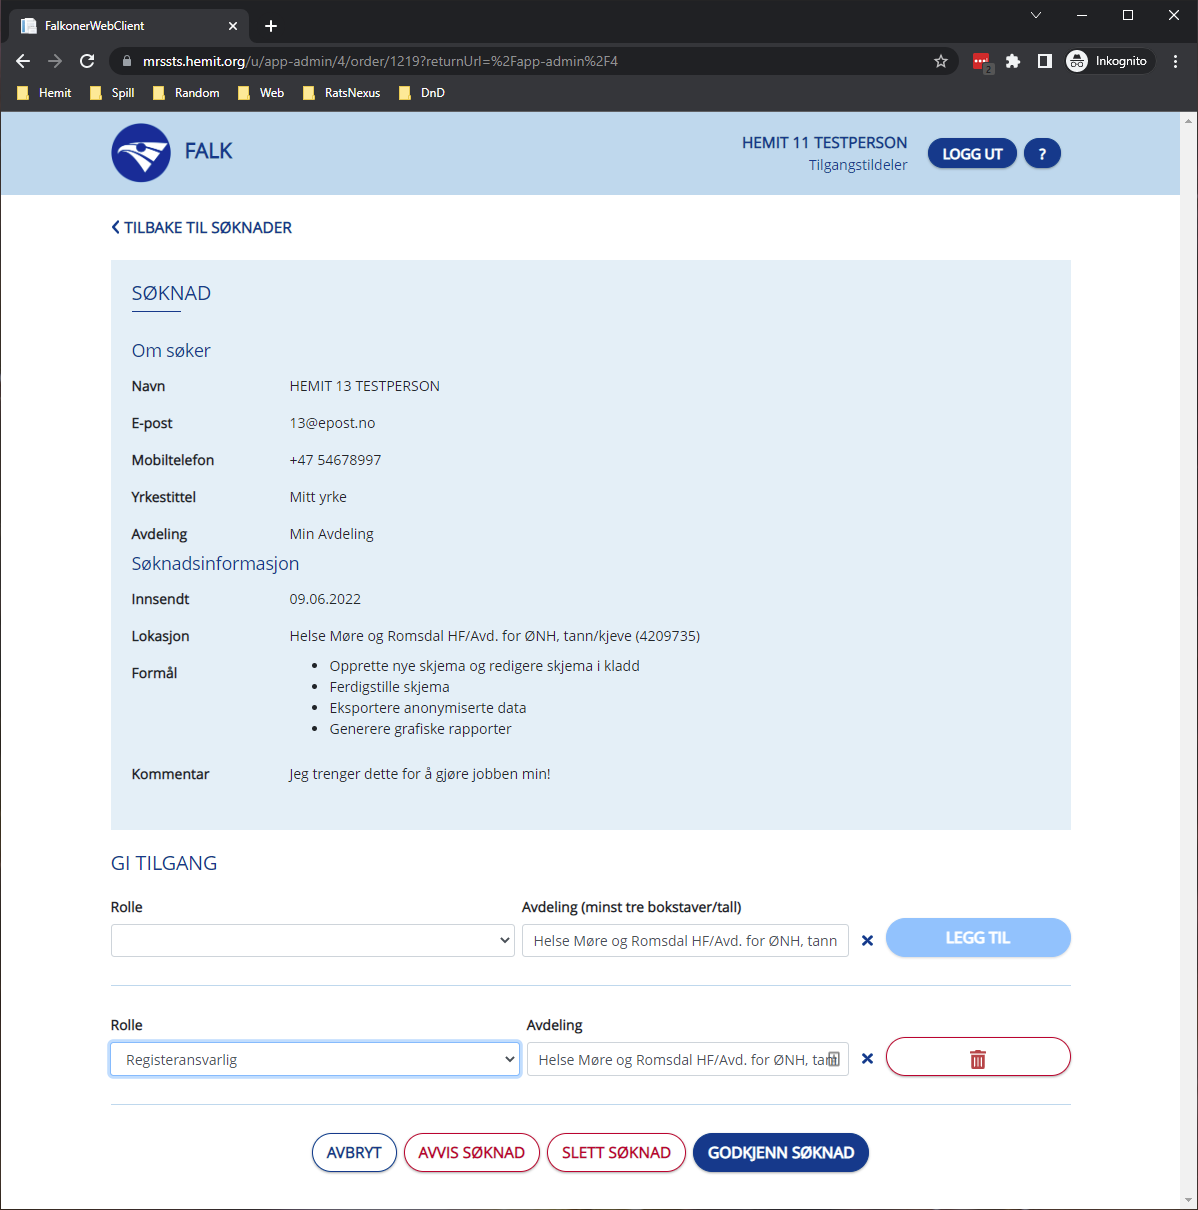 FalkonerWebClient
mrssts.hemit.org/u/app-admin/4/order/1219?returnUrl=%2Fapp-admin%2F4
2
Inkognito
Hemit Spill Random Web RatsNexus DnD
FALK
HEMIT 11 TESTPERSON
Tilgangstildeler
LOGG UT
?
TILBAKE TIL SØKNADER
SØKNAD
Om søker
Navn HEMIT 13 TESTPERSON
E-post 13@epost.no
Mobiltelefon +47 54678997
Yrkestittel Mitt yrke
Avdeling Min Avdeling
Søknadsinformasjon
Innsendt 09.06.2022
Lokasjon Helse Møre og Romsdal HF/Avd. for ØNH, tann/kjeve (4209735)
Formål
• Opprette nye skjema og redigere skjema i kladd
• Ferdigstille skjema
• Eksportere anonymiserte data
• Generere grafiske rapporter
Kommentar Jeg trenger dette for å gjøre jobben min!
GI TILGANG
Rolle Avdeling (minst tre bokstaver/tall)
Helse Møre og Romsdal HF/Avd. for ØNH, tann LEGG TIL
Rolle Avdeling
Registeransvarlig Helse Møre og Romsdal HF/Avd. for ØNH,
AVBRYT AVVIS SØKNAD SLETT SØKNAD GODKJENN SØKNAD